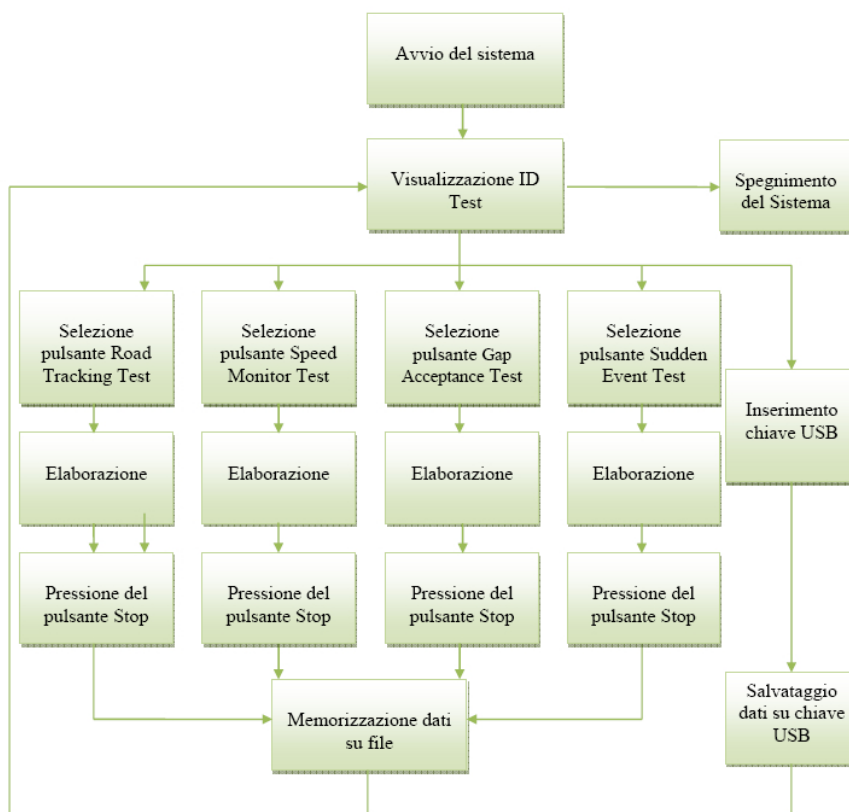 Avvio del sistema
Visualizzazione ID
Test
Spegnimento
del Sistema
Selezione
pulsante Road
Tracking Test
Selezione
pulsante Speed
Monitor Test
Selezione
pulsante Gap
Acceptance Test
Selezione
pulsante Sudden
Event Test
Inserimento
chiave USB
Elaborazione
Elaborazione
Elaborazione
Elaborazione
Pressione del
pulsante Stop
Pressione del
pulsante Stop
Pressione del
pulsante Stop
Pressione del
pulsante Stop
Memorizzazione dati
su file
Salvataggio
dati su chiave
USB